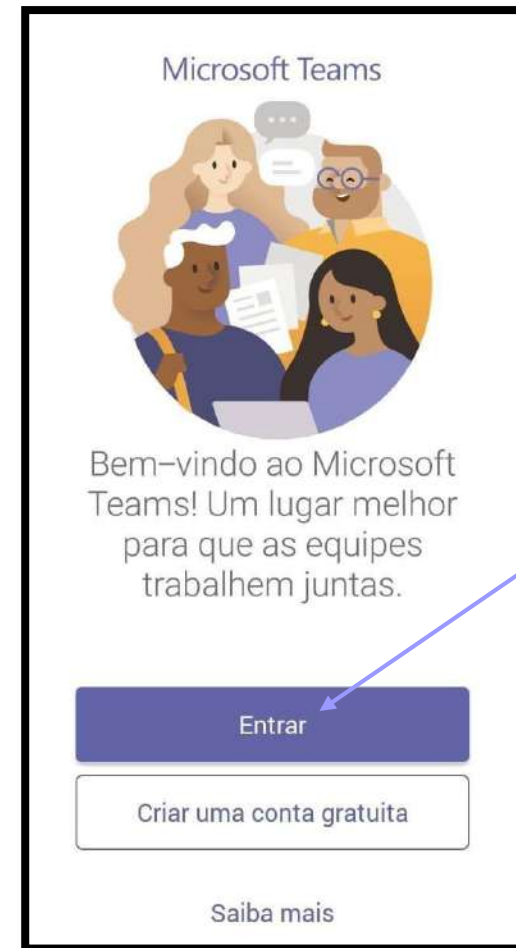 Microsoft Teams
Bem-vindo ao Microsoft
Teams! Um lugar melhor
para que as equipes
trabalhem juntas.
Entrar
Criar uma conta gratuita
Saiba mais